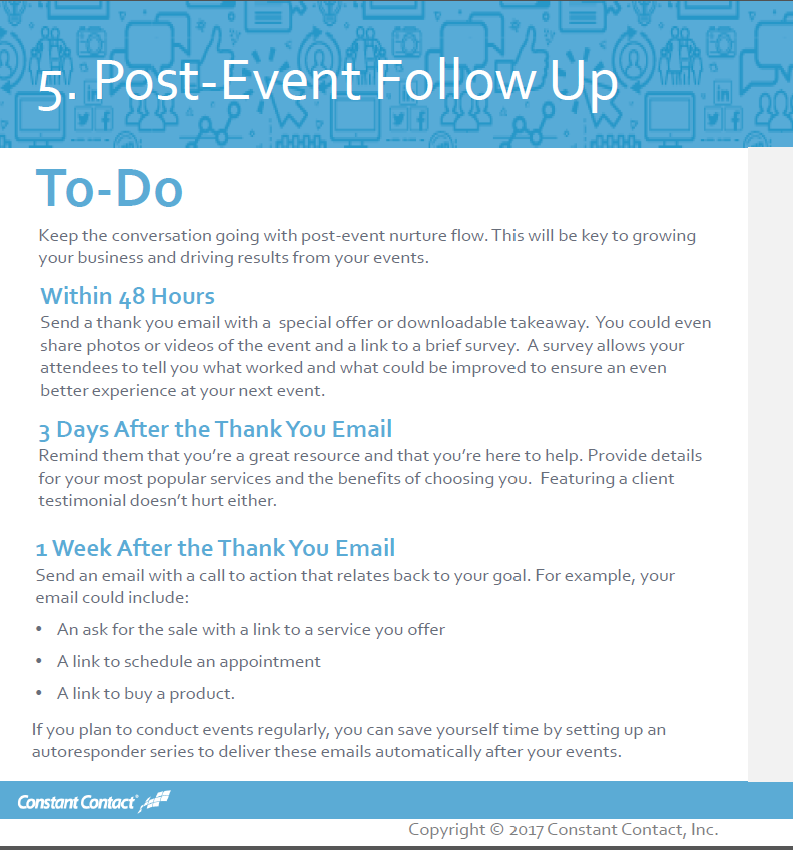 5. Post-Event Follow Up
To-Do
Keep the conversation going with post-event nurture flow. This will be key to growing
your business and driving results from your events.
Within 48 Hours
Send a thank you email with a special offer or downloadable takeaway. You could even
share photos or videos of the event and a link to a brief survey. A survey allows your
attendees to tell you what worked and what could be improved to ensure an even
better experience at your next event.
3 Days After the Thank You Email
Remind them that you're a great resource and that you're here to help. Provide details
for your most popular services and the benefits of choosing you. Featuring a client
testimonial doesn't hurt either.
1 Week After the Thank You Email
Send an email with a call to action that relates back to your goal. For example, your
email could include:
• An ask for the sale with a link to a service you offer
• A link to schedule an appointment
• A link to buy a product.
If you plan to conduct events regularly, you can save yourself time by setting up an
autoresponder series to deliver these emails automatically after your events.
Constant Contact®
Copyright © 2017 Constant Contact, Inc.